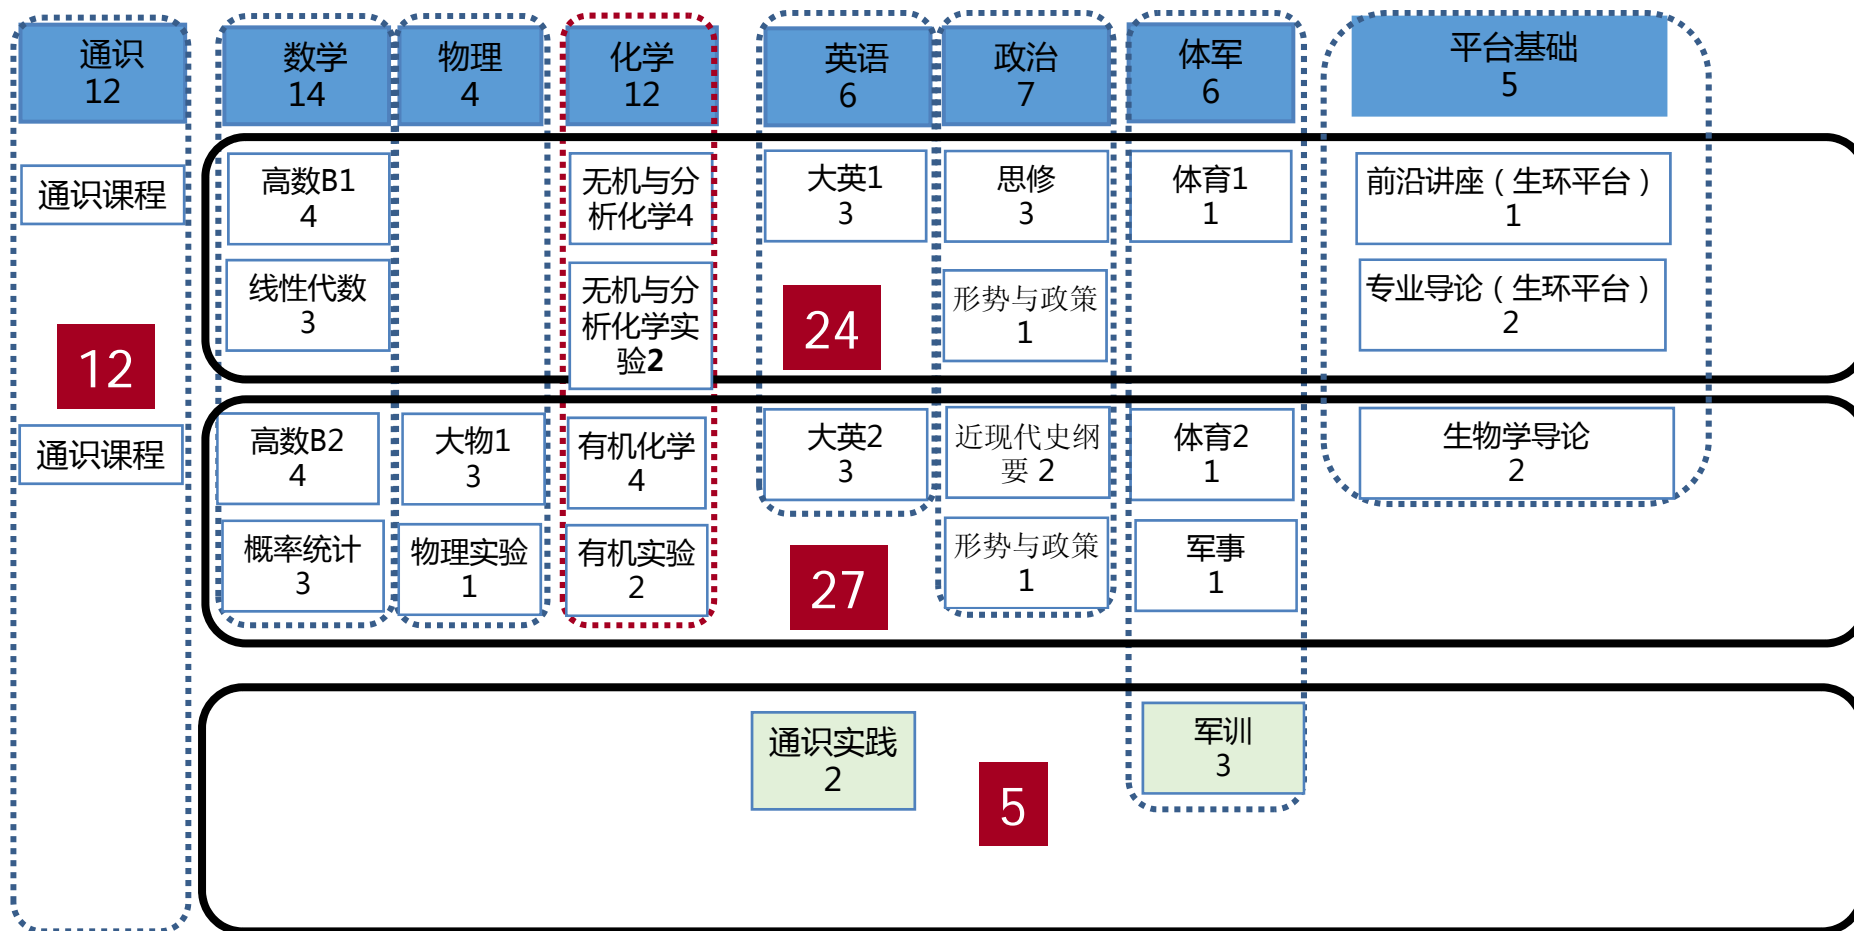 通识
12
数学
14
物理
4
化学
12
英语
6
政治
7
体军
6
平台基础
5
通识课程
高数B1
4
无机与分
析化学4
大英1
3
思修
3
体育1
1
前沿讲座（生环平台）
1
线性代数
3
无机与分
析化学实
验2
形势与政策
1
专业导论（生环平台）
2
12
24
通识课程
高数B2
4
大物1
3
有机化学
4
大英2
3
近现代史纲
要 2
体育2
1
生物学导论
2
概率统计
3
物理实验
1
有机实验
2
形势与政策
1
军事
1
27
通识实践
2
军训
3
5